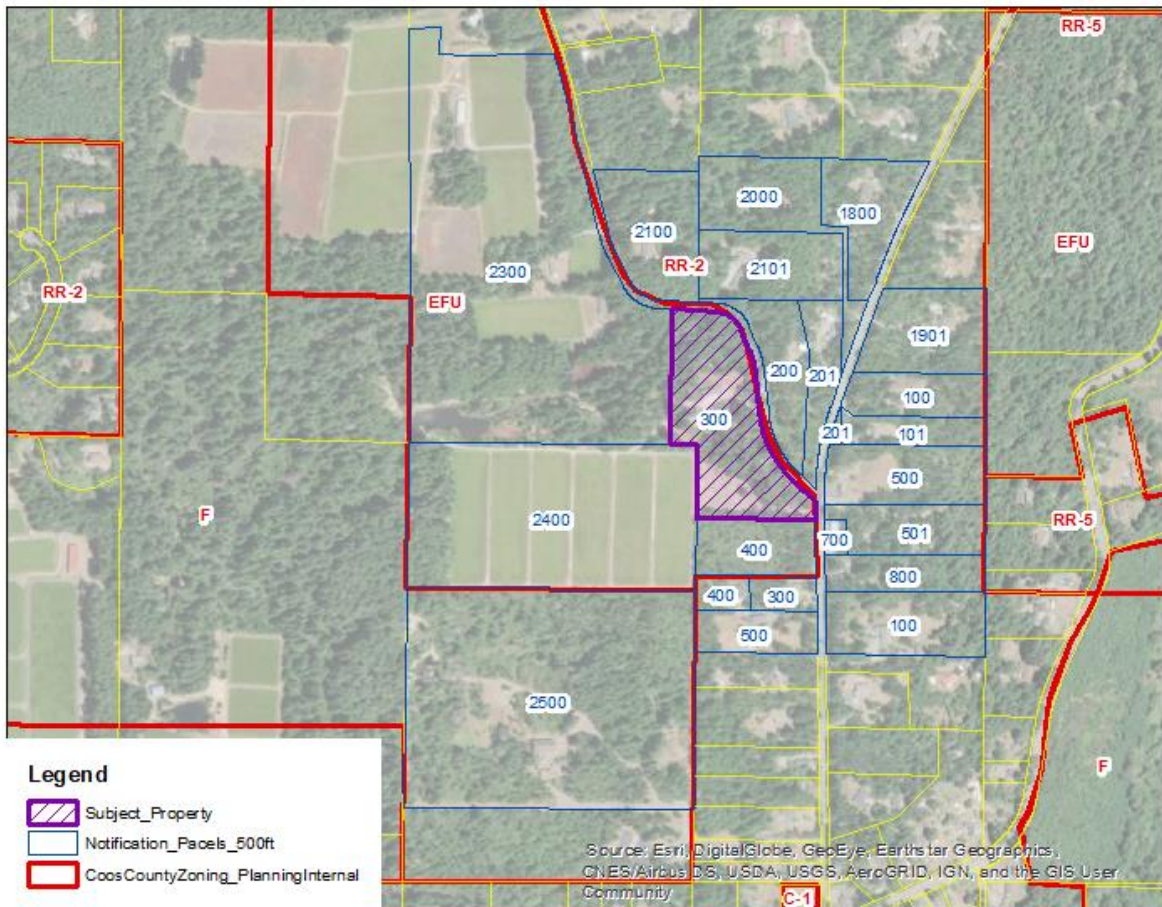 RR-5
2000
1800
2100
RR-2
2101
2300
EFU
EFU
RR-2
1901
200
201
100
300
201
101
500
F
2400
700
501
RR-5
400
800
400
300
100
500
2500
F
Legend
Subject_Property
Notification_Pacels_500ft
CoosCountyZoning_PlanningInternal
Source: Esri, DigitalGlobe, GeoEye, Earthstar Geographics,
CNES/Airbus DS, USDA, USGS, AeroGRID, IGN, and the GIS User
Community
C-1